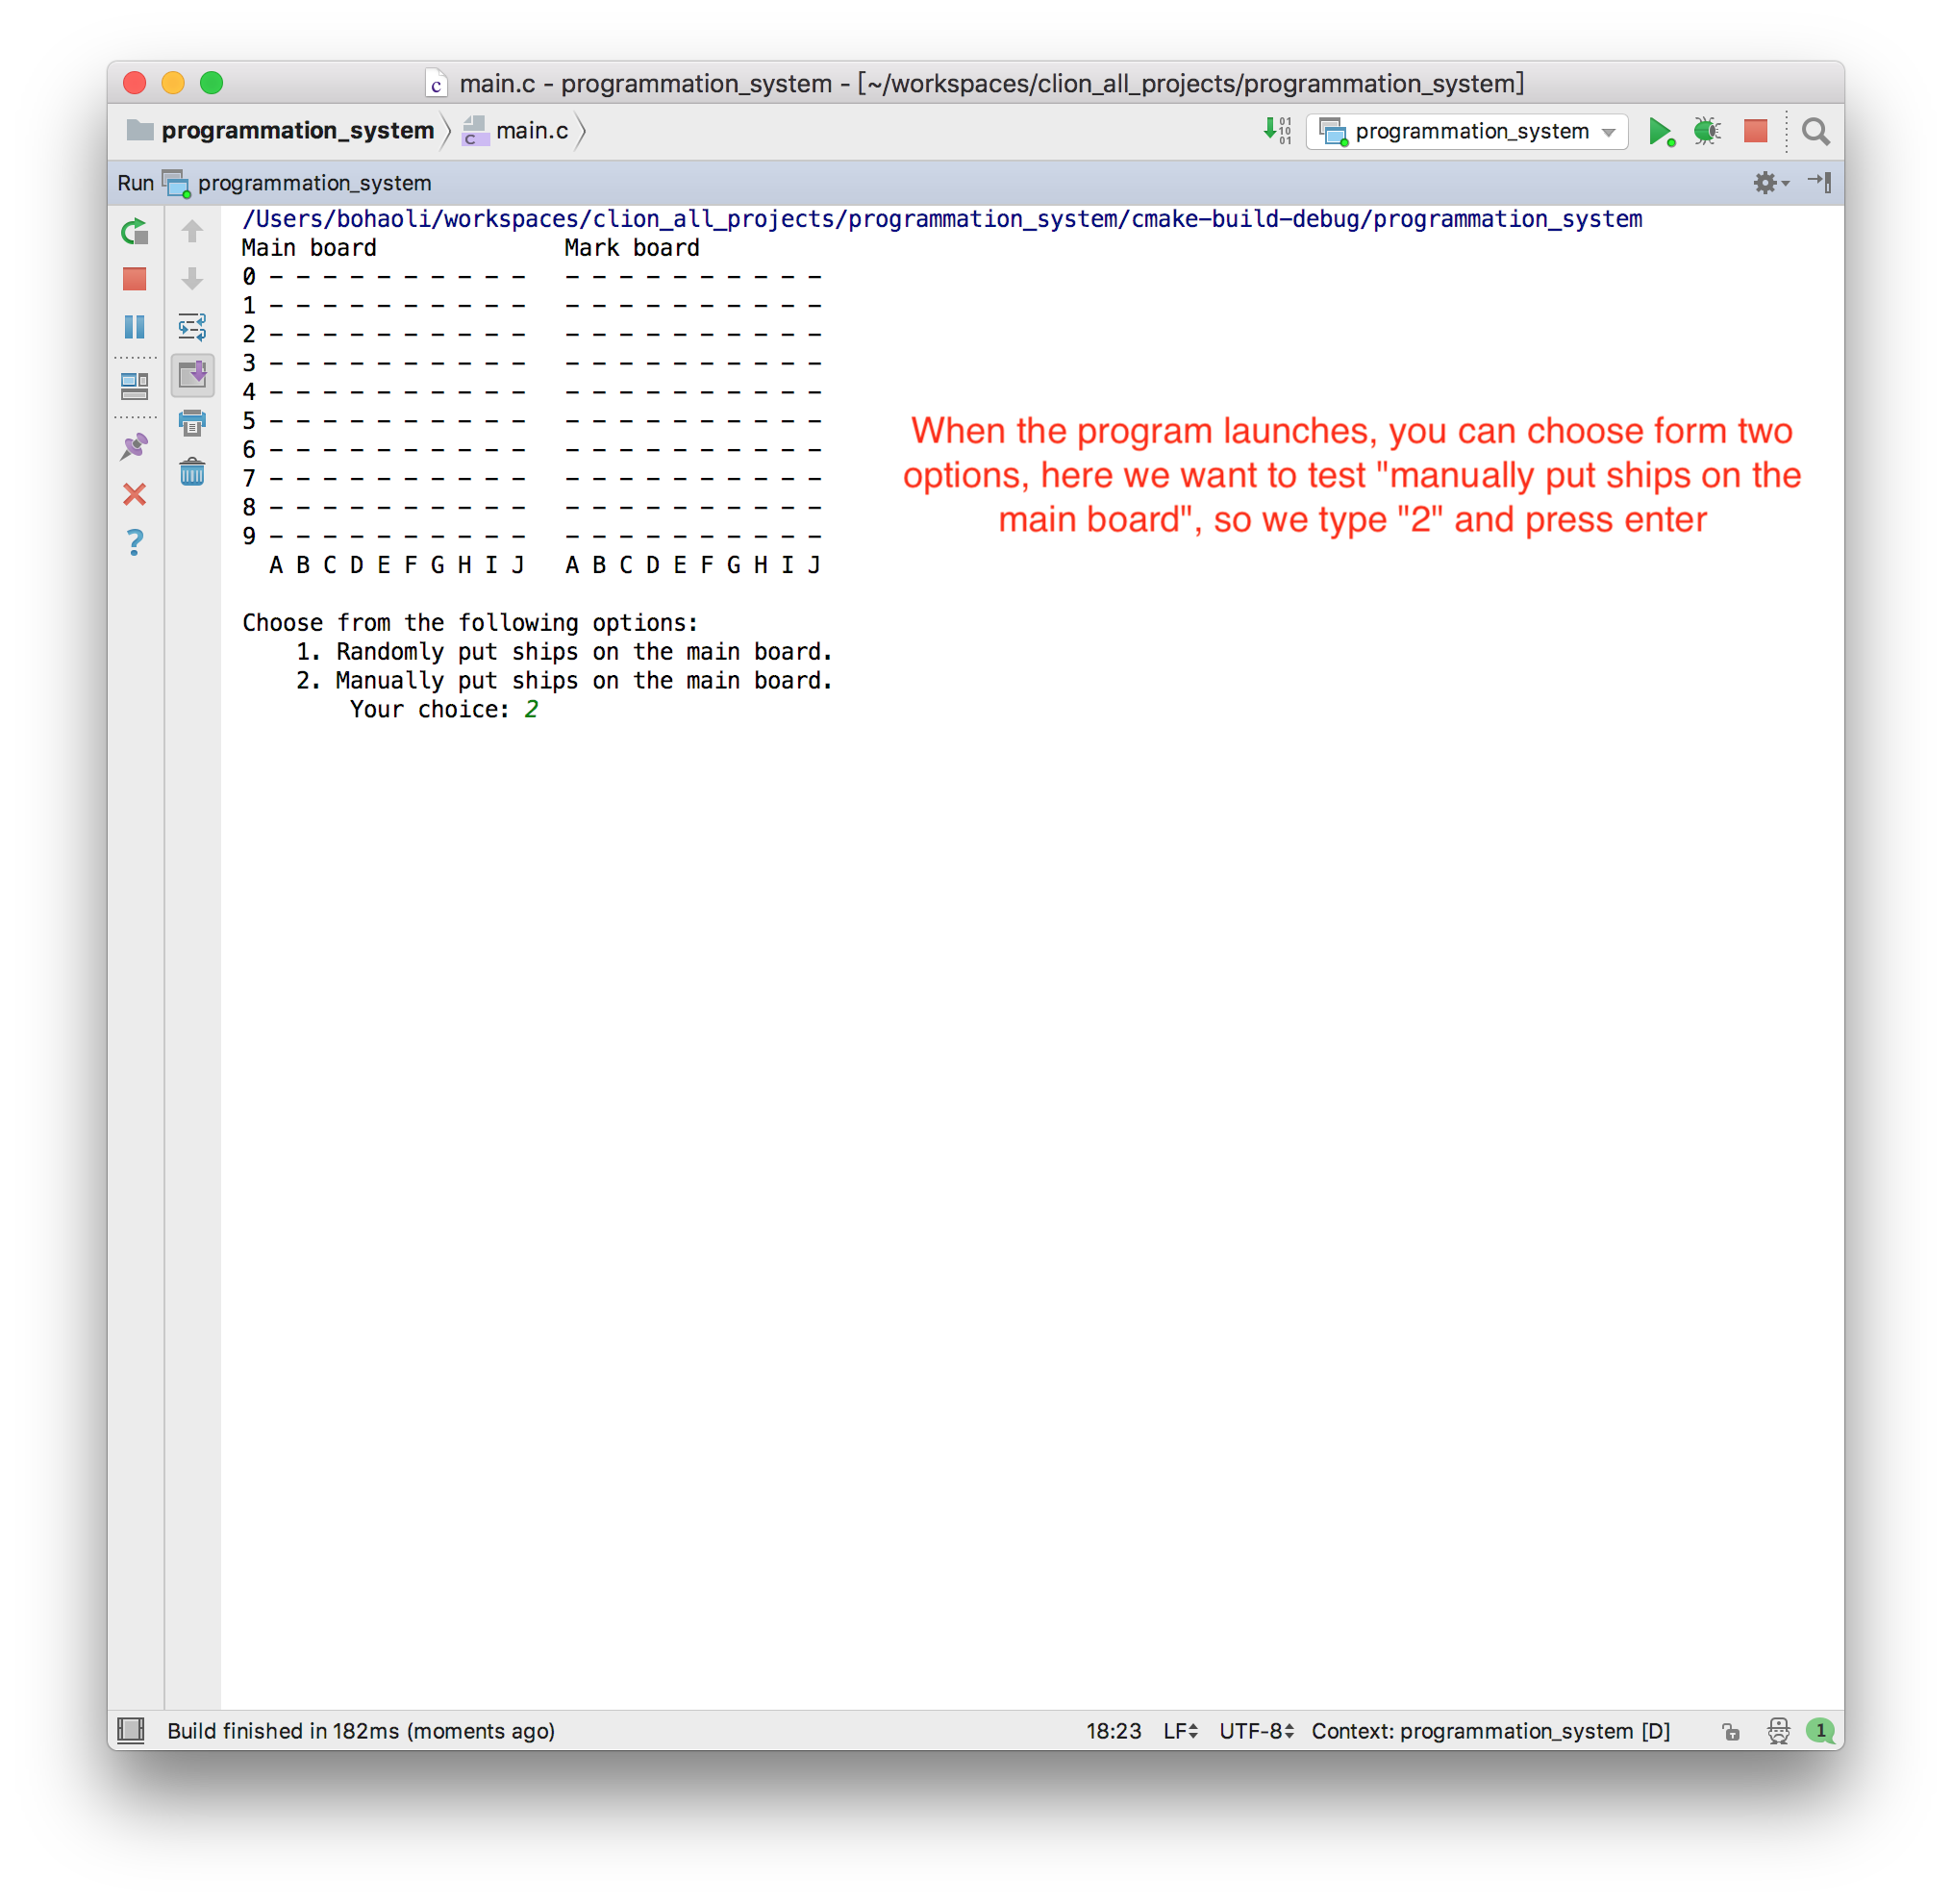 main.c - programmation_system - [~/workspaces/clion_all_projects/programmation_system]
programmation_system main.c programmation_system
Run programmation_system
/Users/bohaoli/workspaces/clion_all_projects/programmation_system/cmake-build-debug/programmation_system
Main board              Mark board
0 - - - - - - - - - -   - - - - - - - - - -
1 - - - - - - - - - -   - - - - - - - - - -
2 - - - - - - - - - -   - - - - - - - - - -
3 - - - - - - - - - -   - - - - - - - - - -
4 - - - - - - - - - -   - - - - - - - - - -
5 - - - - - - - - - -   - - - - - - - - - -
6 - - - - - - - - - -   - - - - - - - - - -
7 - - - - - - - - - -   - - - - - - - - - -
8 - - - - - - - - - -   - - - - - - - - - -
9 - - - - - - - - - -   - - - - - - - - - -
  A B C D E F G H I J   A B C D E F G H I J
When the program launches, you can choose form two
options, here we want to test "manually put ships on the
main board", so we type "2" and press enter
Choose from the following options:
    1. Randomly put ships on the main board.
    2. Manually put ships on the main board.
        Your choice: 2
Build finished in 182ms (moments ago) 18:23 LF UTF-8 Context: programmation_system [D] 1